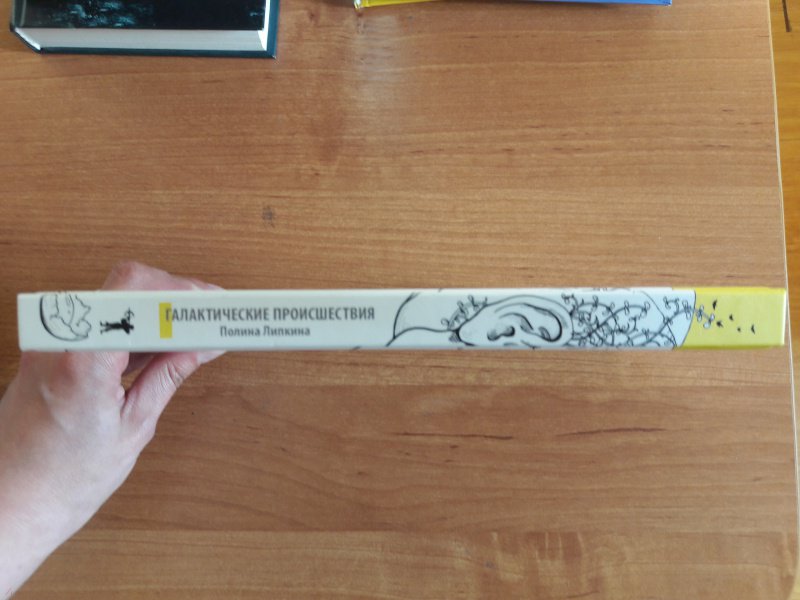 ГАЛАКТИЧЕСКИЕ ПРОИСШЕСТВИЯ
Полина Липкина